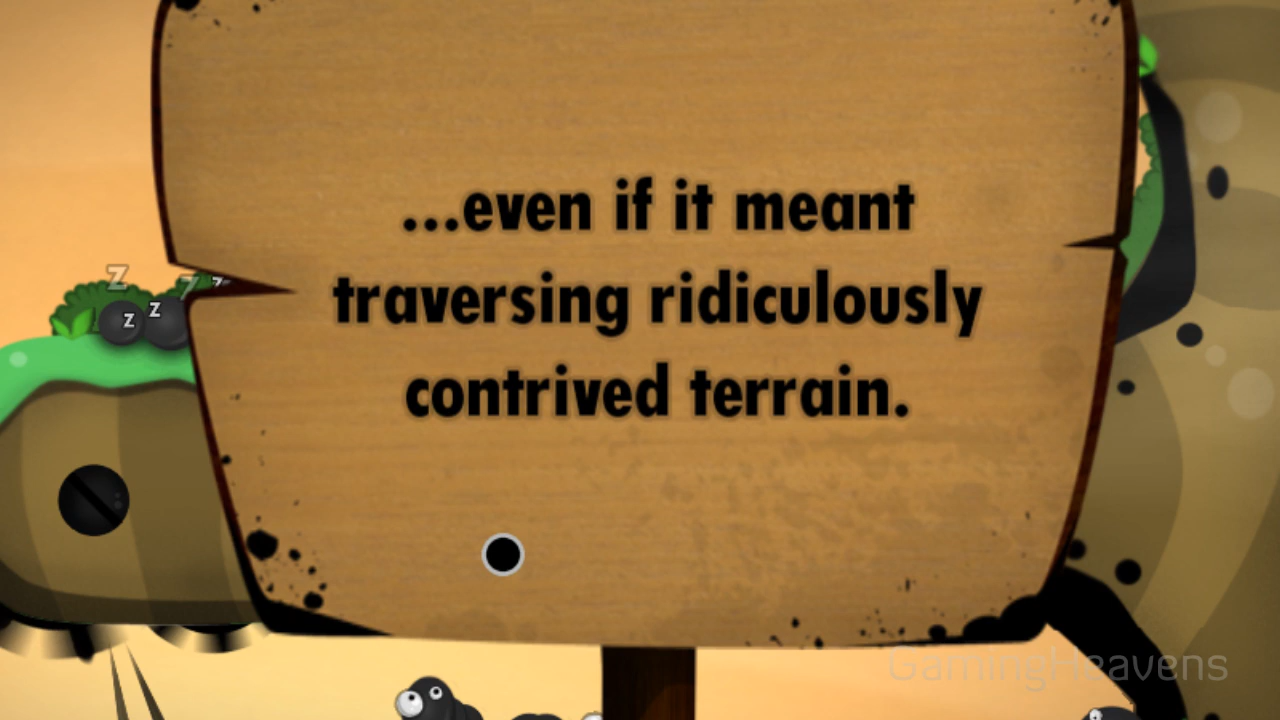 Z
Z
Z
Z
Z
...even if it meant
traversing ridiculously
contrived terrain.
GamingHeavens